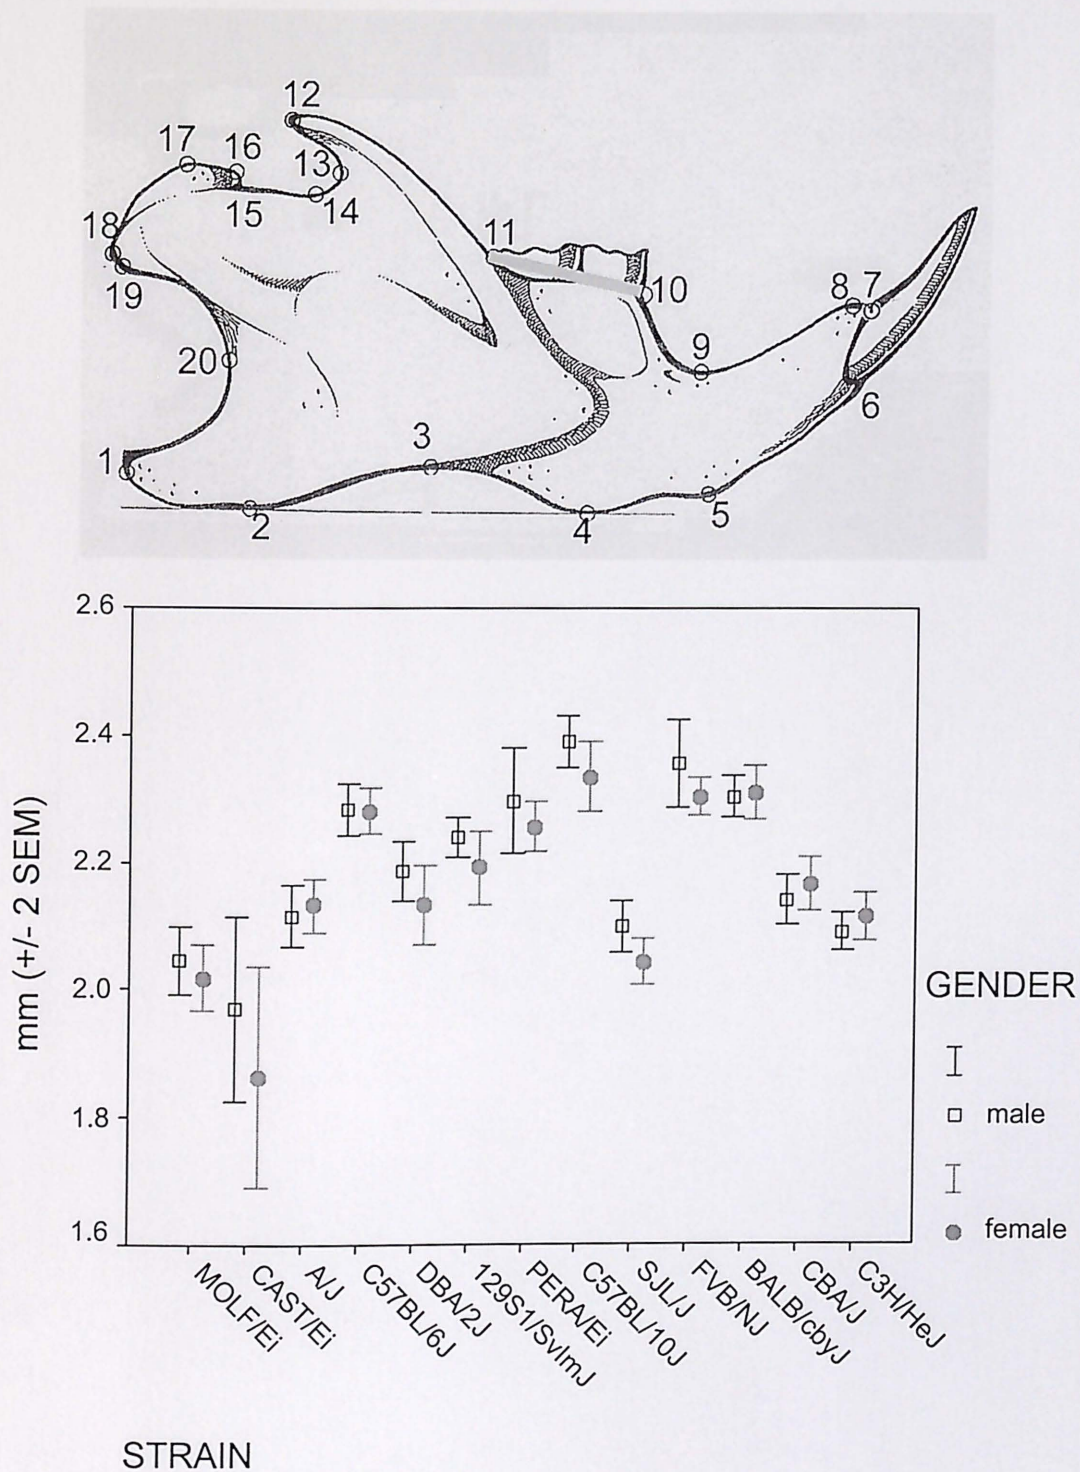 12
17
16
13
15
14
18
11
19
10
8
7
20
9
6
3
1
5
2
4
2.6
2.4
2.2
2.0
1.8
1.6
mm (+/- 2 SEM)
MOLF/Ei
CAST/Ei
A/J
C57BL/6J
DBA/2J
129S1/SvImJ
PERA/Ei
C57BL/10J
SJL/J
FVB/NJ
BALB/cbyJ
CBA/J
C3H/HeJ
STRAIN
GENDER
male
female